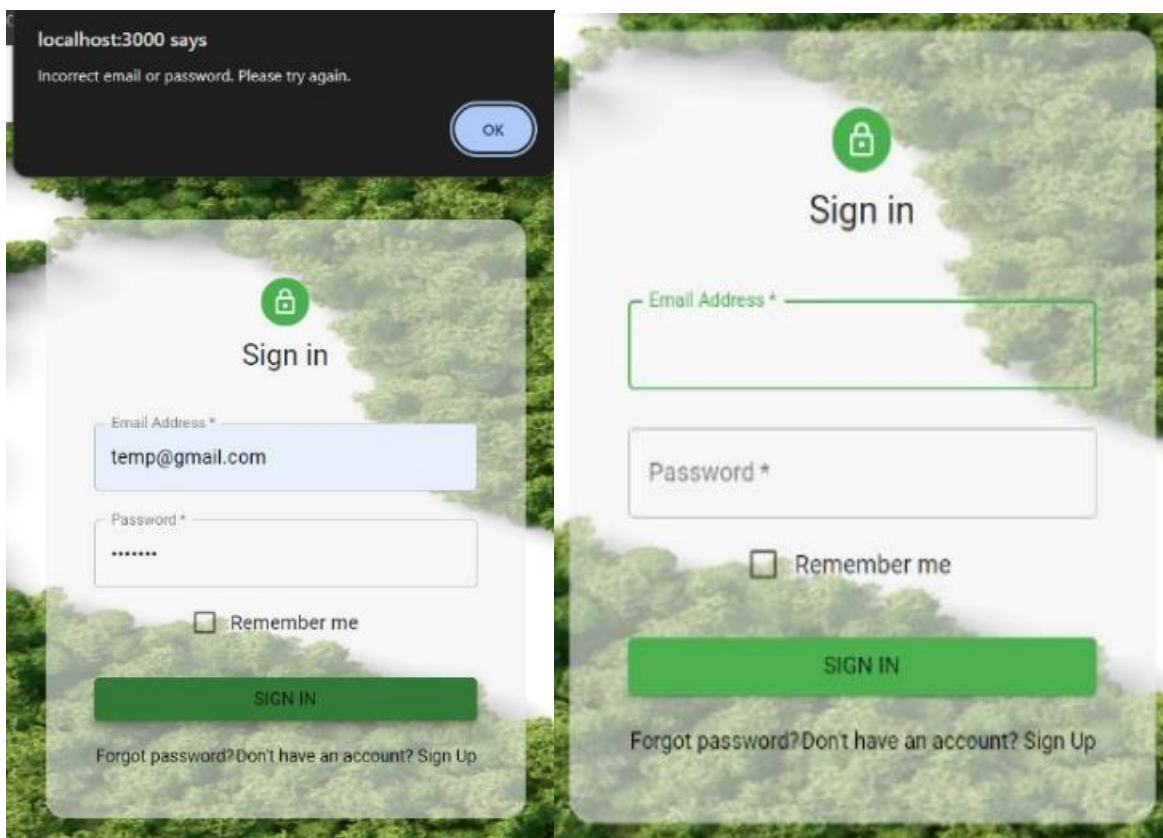 localhost:3000 says
Incorrect email or password. Please try again.
OK
Sign in
Email Address *
temp@gmail.com
Password *
•••••••
Remember me
SIGN IN
Forgot password? Don't have an account? Sign Up
Sign in
Email Address *
Password *
Remember me
SIGN IN
Forgot password? Don't have an account? Sign Up